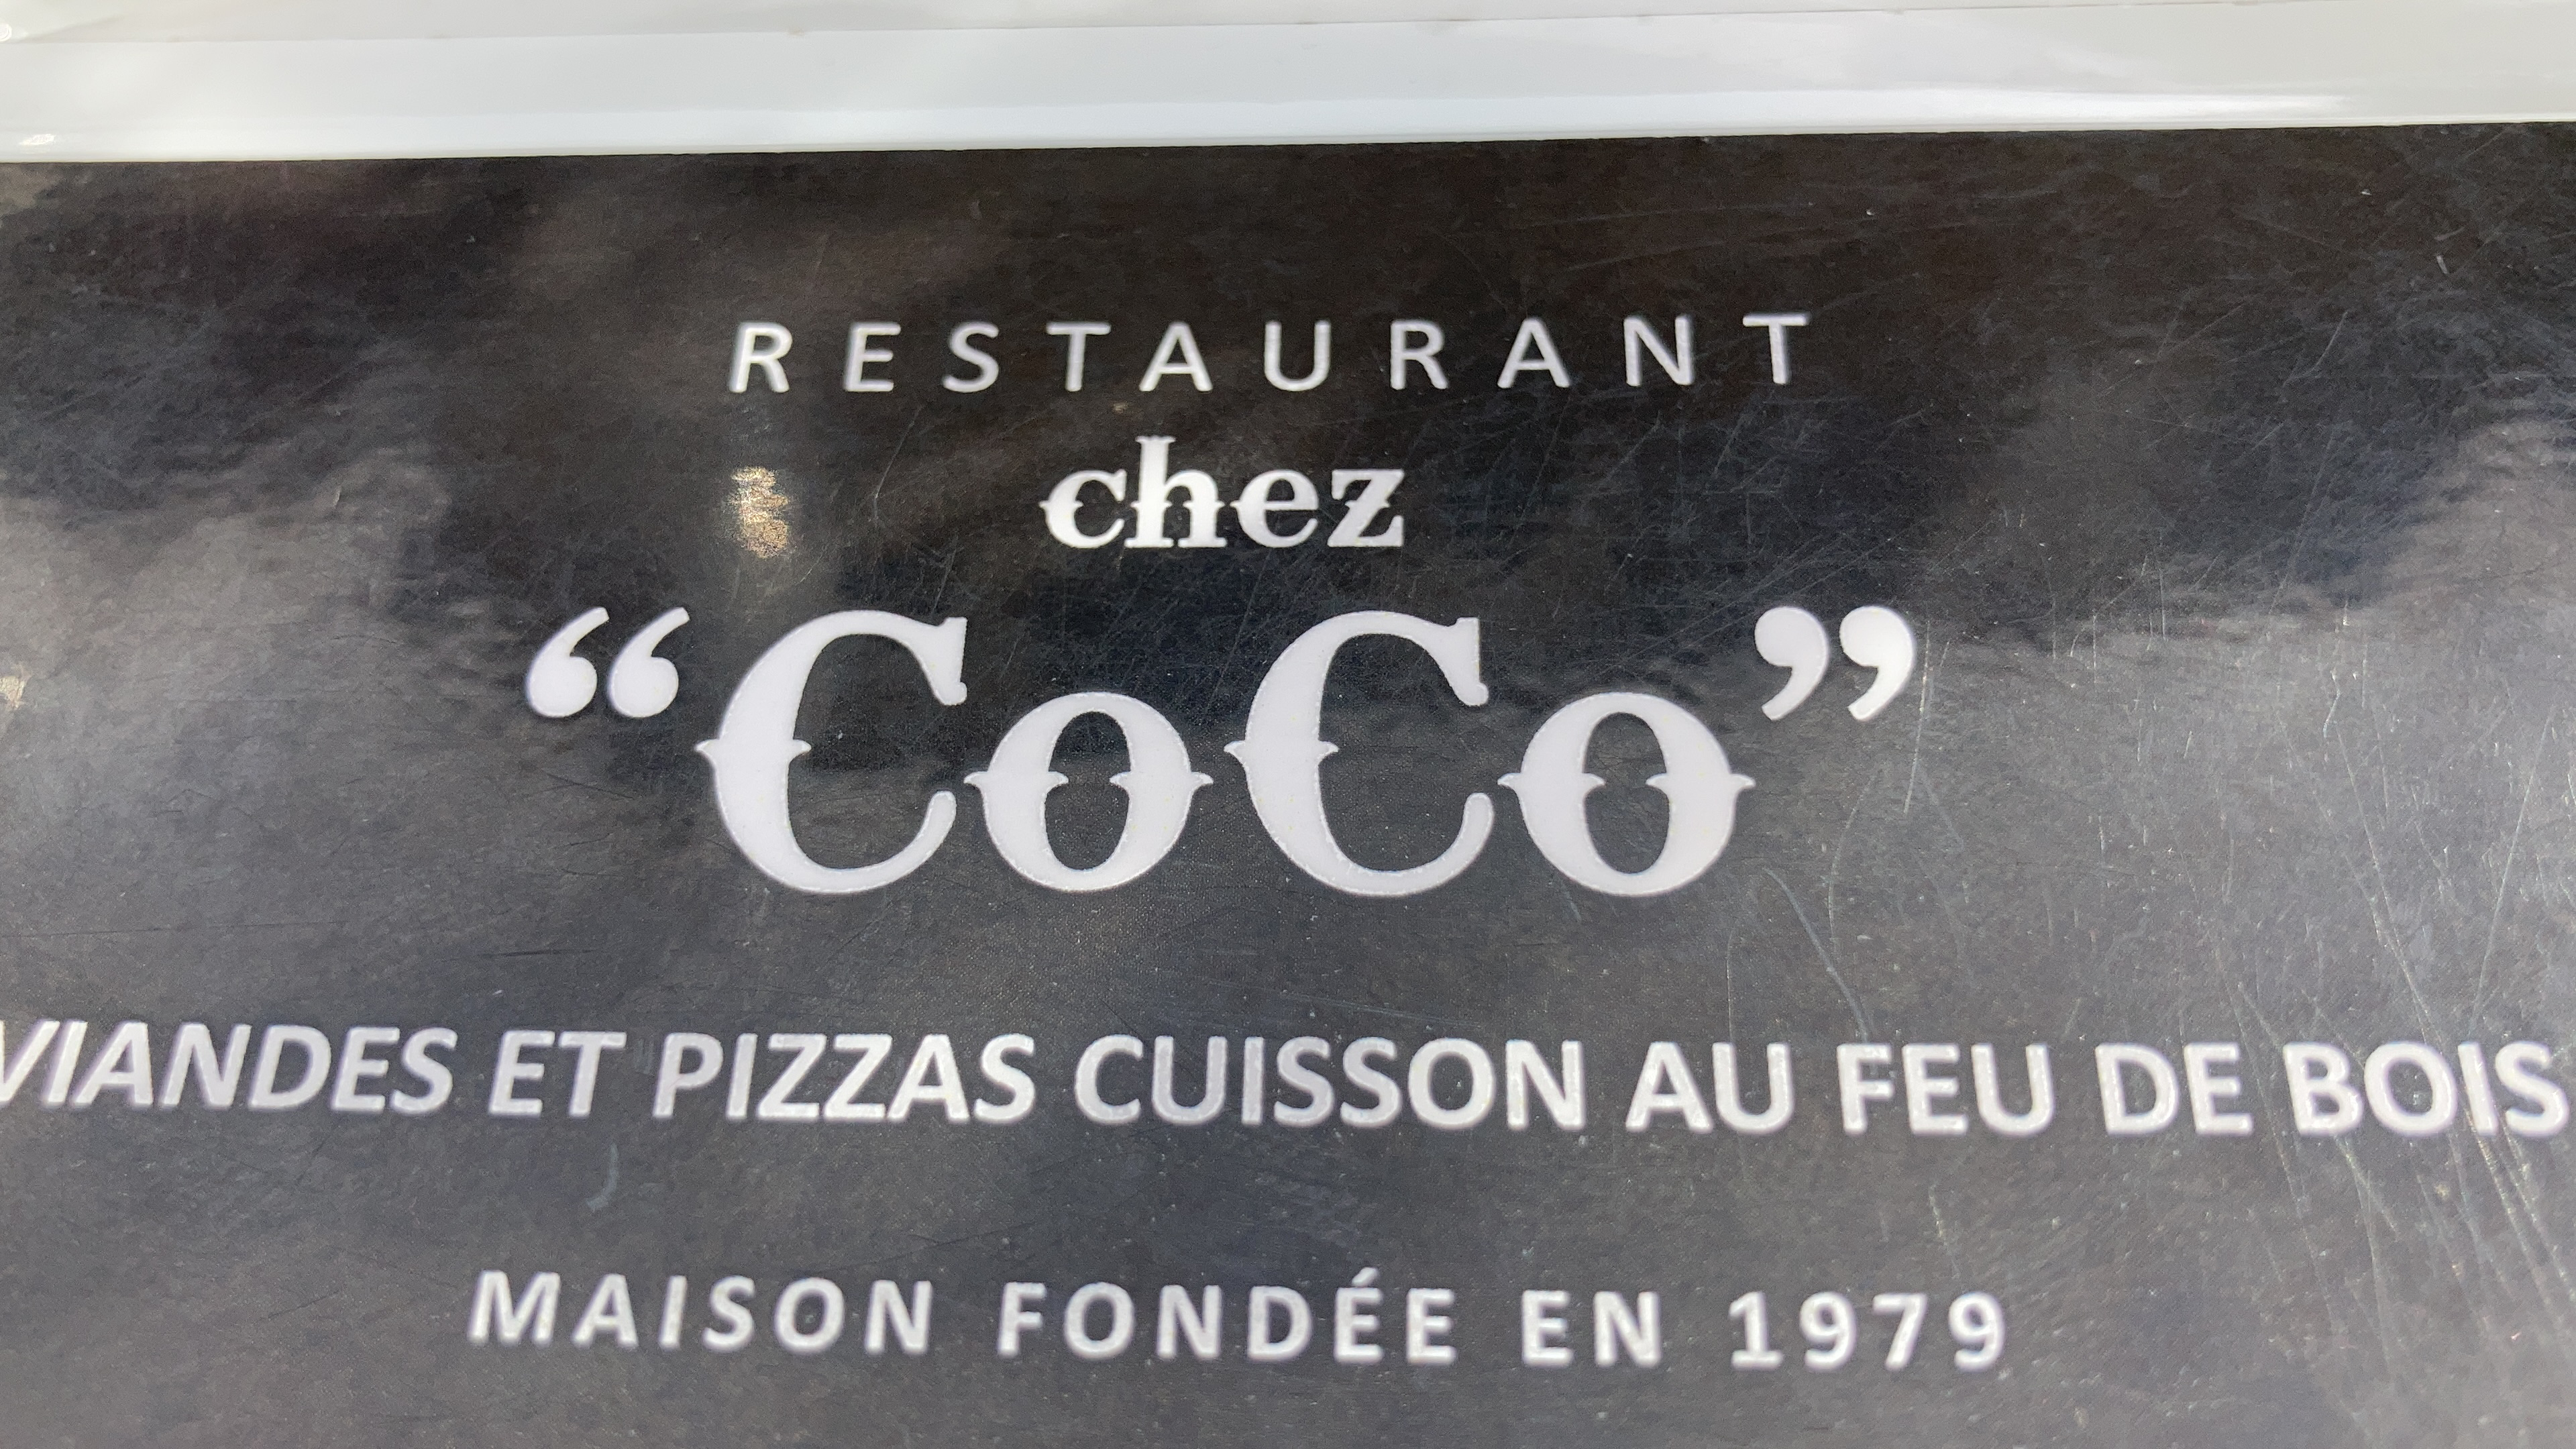 RESTAURANT
chez
“CoCo”
VIANDES ET PIZZAS CUISSON AU FEU DE BOIS
MAISON FONDÉE EN 1979